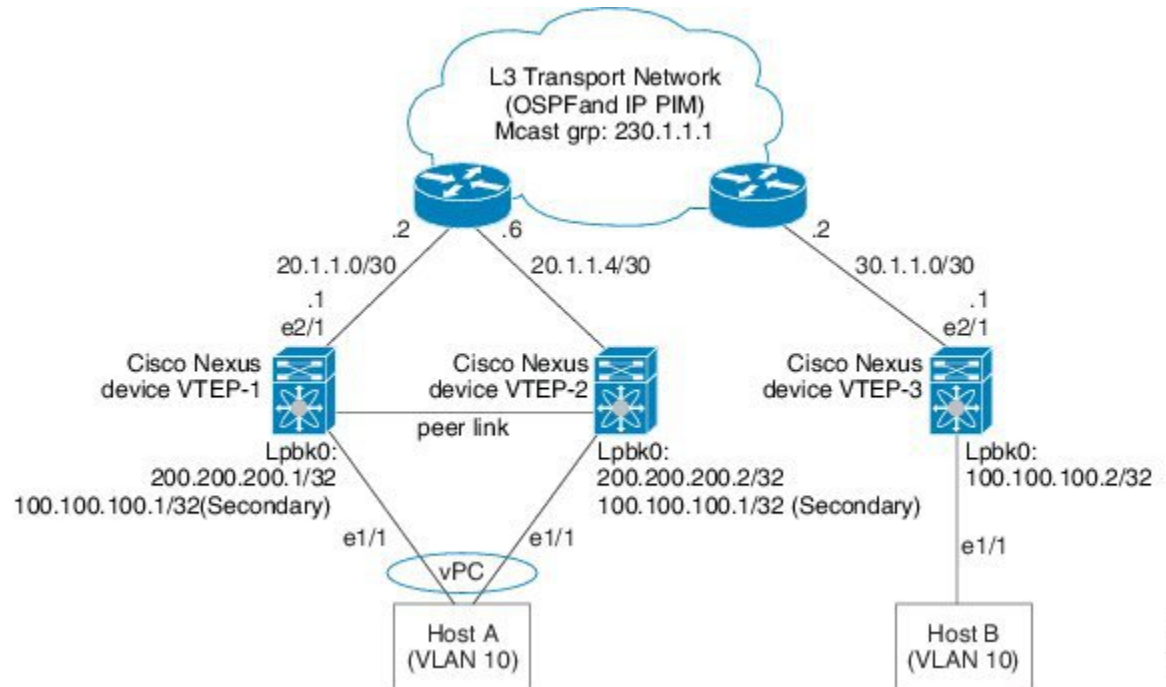 L3 Transport Network
(OSPFand IP PIM)
Mcast grp: 230.1.1.1
.2
.6
.2
20.1.1.0/30
20.1.1.4/30
30.1.1.0/30
.1
e2/1
.1
e2/1
Cisco Nexus
device VTEP-1
Cisco Nexus
device VTEP-2
Cisco Nexus
device VTEP-3
peer link
Lpbk0:
200.200.200.1/32
100.100.100.1/32(Secondary)
Lpbk0:
200.200.200.2/32
100.100.100.1/32 (Secondary)
Lpbk0:
100.100.100.2/32
e1/1
e1/1
e1/1
vPC
Host A
(VLAN 10)
Host B
(VLAN 10)